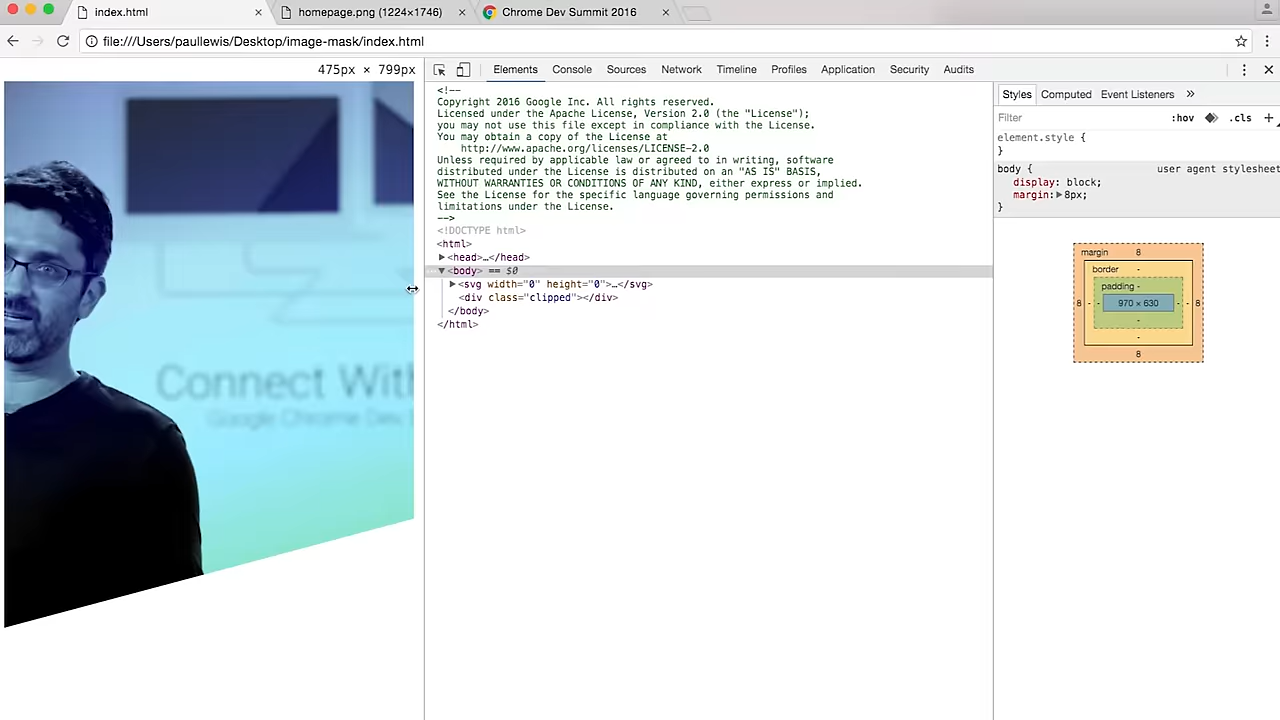 index.html
homepage.png (1224×1746)
Chrome Dev Summit 2016
file:///Users/paullewis/Desktop/image-mask/index.html
475px × 799px
Connect With
Google Chrome Dev
Elements Console Sources Network Timeline Profiles Application Security Audits
<!--
Copyright 2016 Google Inc. All rights reserved.
Licensed under the Apache License, Version 2.0 (the "License");
you may not use this file except in compliance with the License.
You may obtain a copy of the License at
http://www.apache.org/licenses/LICENSE-2.0
Unless required by applicable law or agreed to in writing, software
distributed under the License is distributed on an "AS IS" BASIS,
WITHOUT WARRANTIES OR CONDITIONS OF ANY KIND, either express or implied.
See the License for the specific language governing permissions and
limitations under the License.
-->
<!DOCTYPE html>
<html>
<head>…</head>
<body> == $0
<svg width="0" height="0">…</svg>
<div class="clipped"></div>
</body>
</html>
Styles Computed Event Listeners »
Filter :hov .cls +
element.style {
}
body { user agent stylesheet
display: block;
margin: 8px;
}
margin 8
border -
padding -
8 - - 970 × 630 - - 8
-
-
8